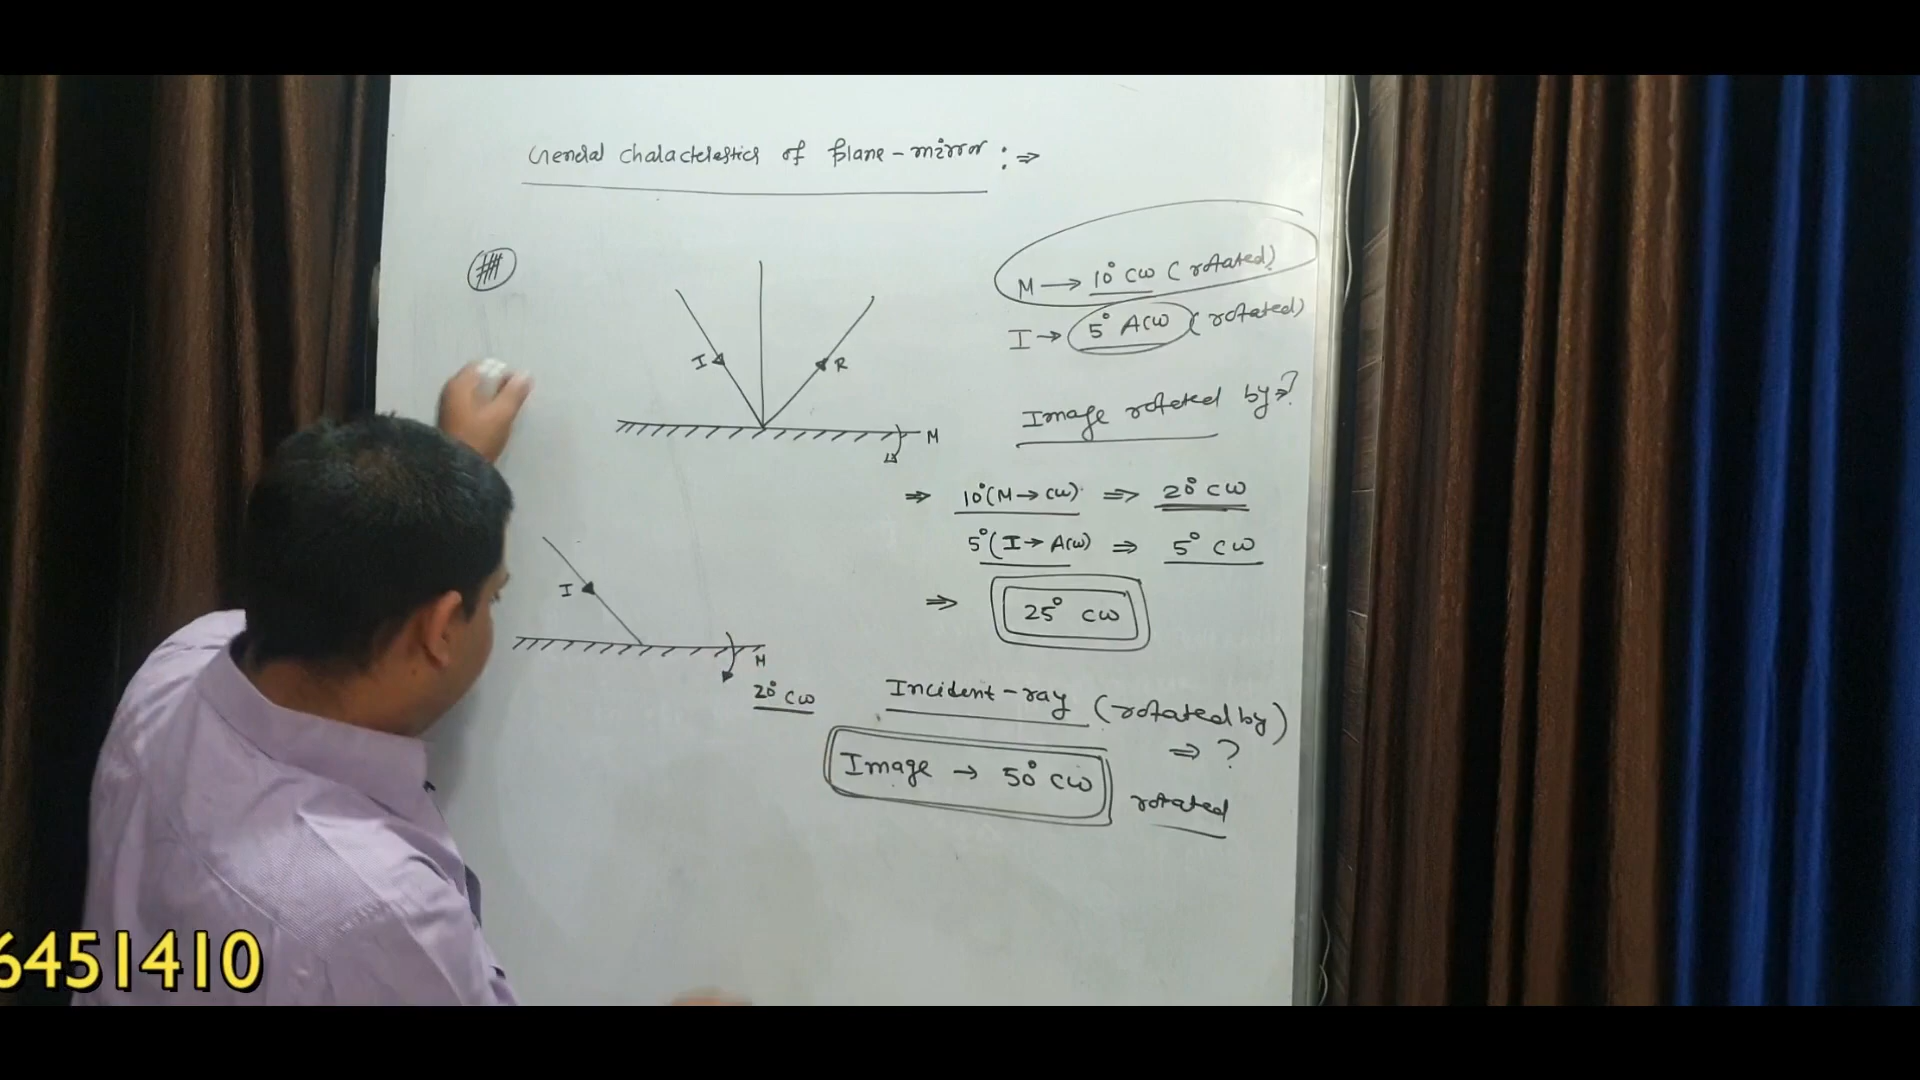 General characterestics of plane-mirror :⇒
M → 10° CW (rotated)
I → 5° ACW (rotated)
I R
Image rotated by ⇒ ?
M
⇒ 10° (M → CW) ⇒ 20° CW
5° (I → ACW) ⇒ 5° CW
I
⇒ 25° CW
M
20° CW
Incident-ray (rotated by)
⇒ ?
Image → 50° CW rotated
6451410